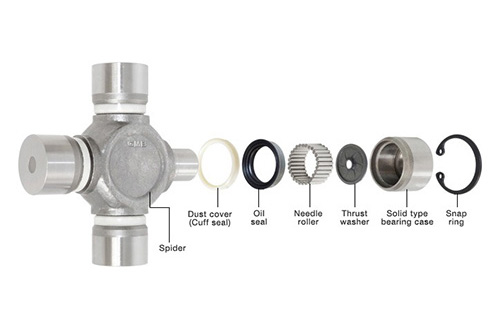 GMB
Dust cover
(Cuff seal)
Oil
seal
Needle
roller
Thrust
washer
Solid type
bearing case
Snap
ring
Spider